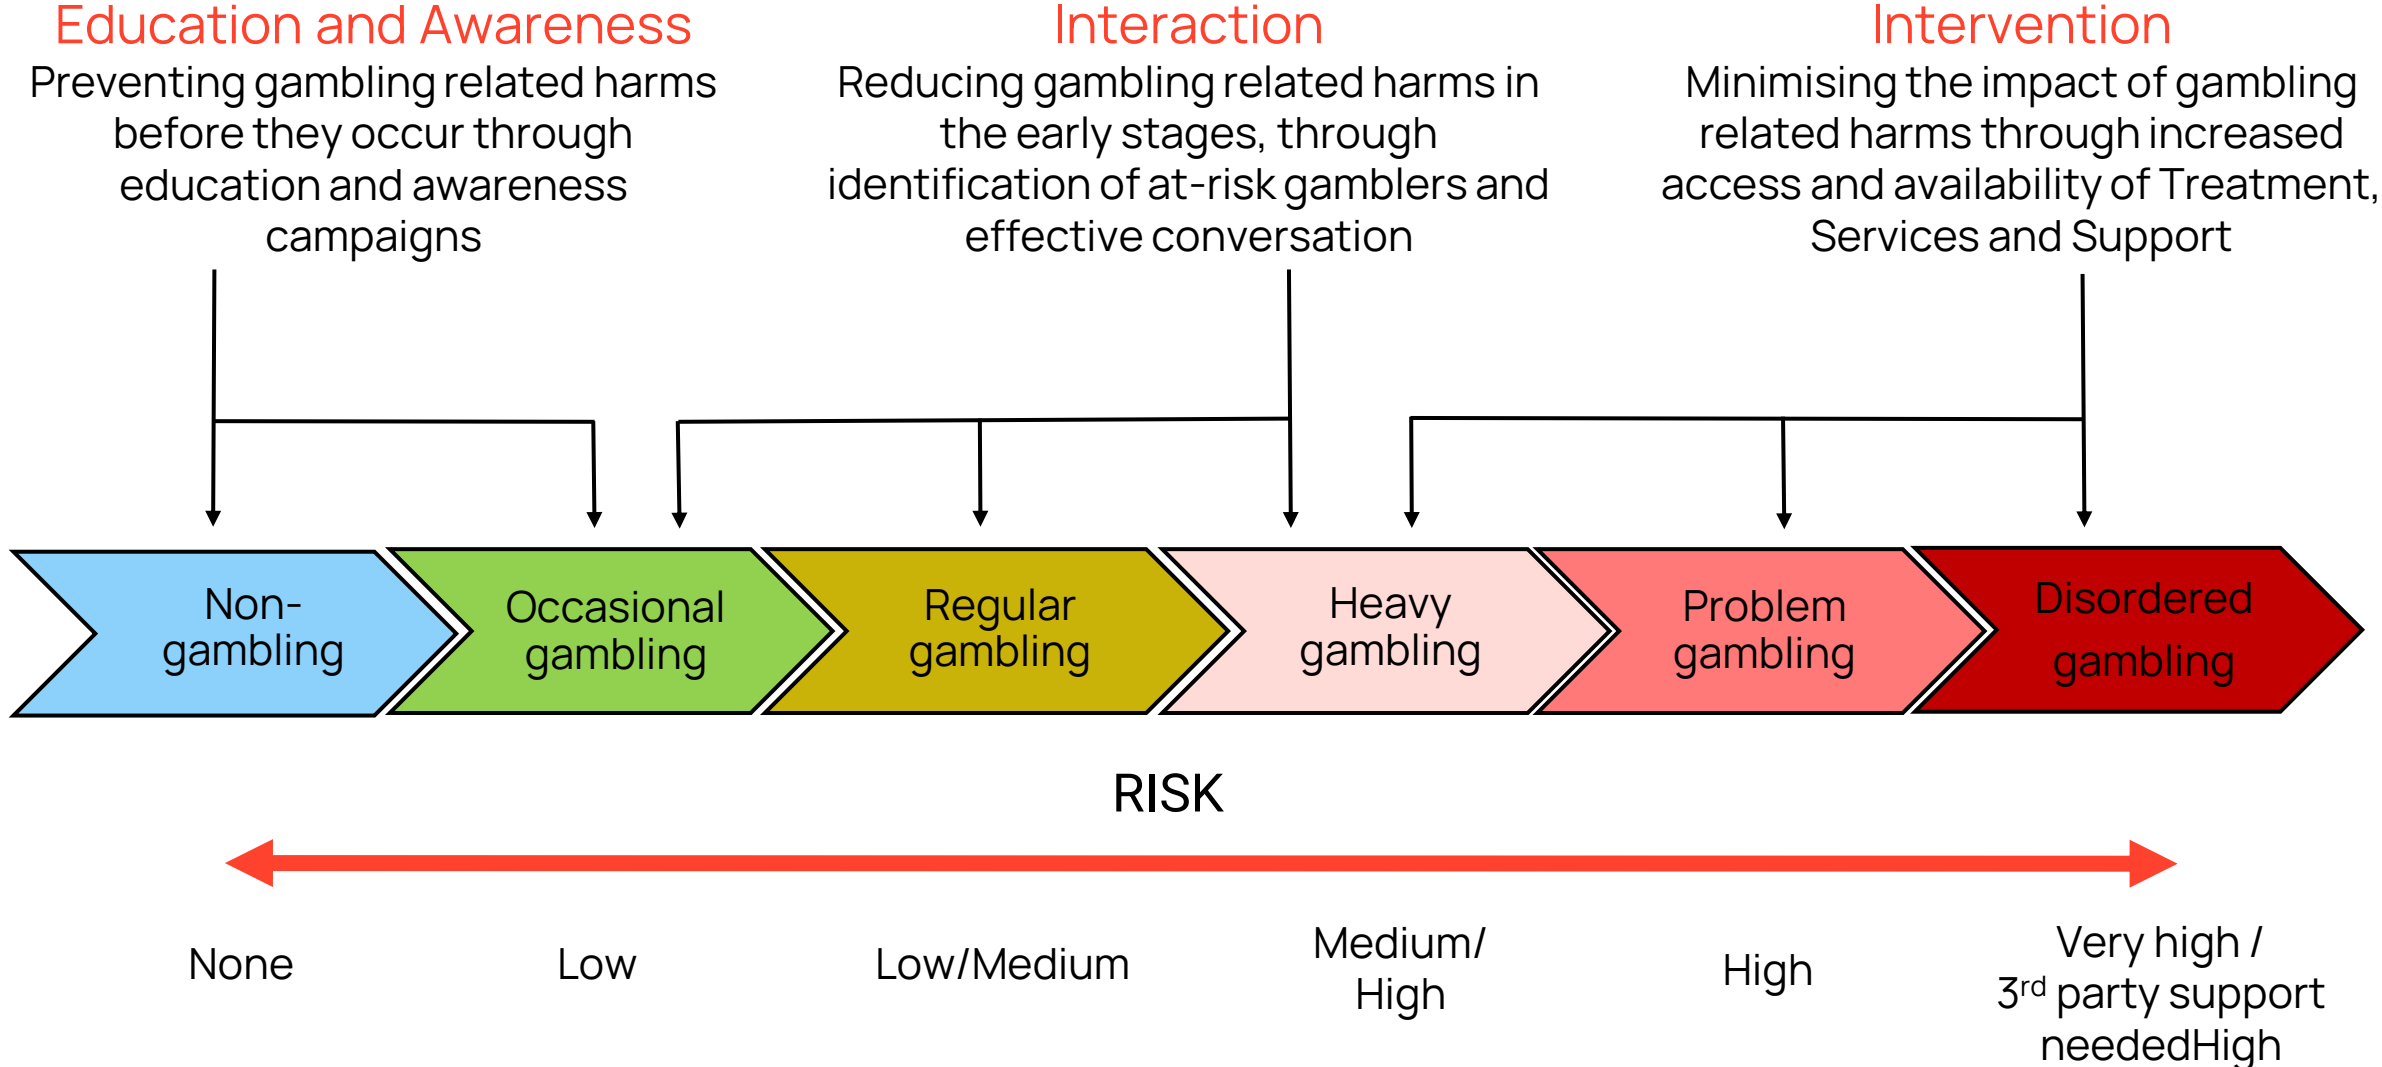 Education and Awareness
Preventing gambling related harms
before they occur through
education and awareness
campaigns
Interaction
Reducing gambling related harms in
the early stages, through
identification of at-risk gamblers and
effective conversation
Intervention
Minimising the impact of gambling
related harms through increased
access and availability of Treatment,
Services and Support
Non-
gambling
Occasional
gambling
Regular
gambling
Heavy
gambling
Problem
gambling
Disordered
gambling
RISK
None
Low
Low/Medium
Medium/
High
High
Very high /
3rd party support
neededHigh